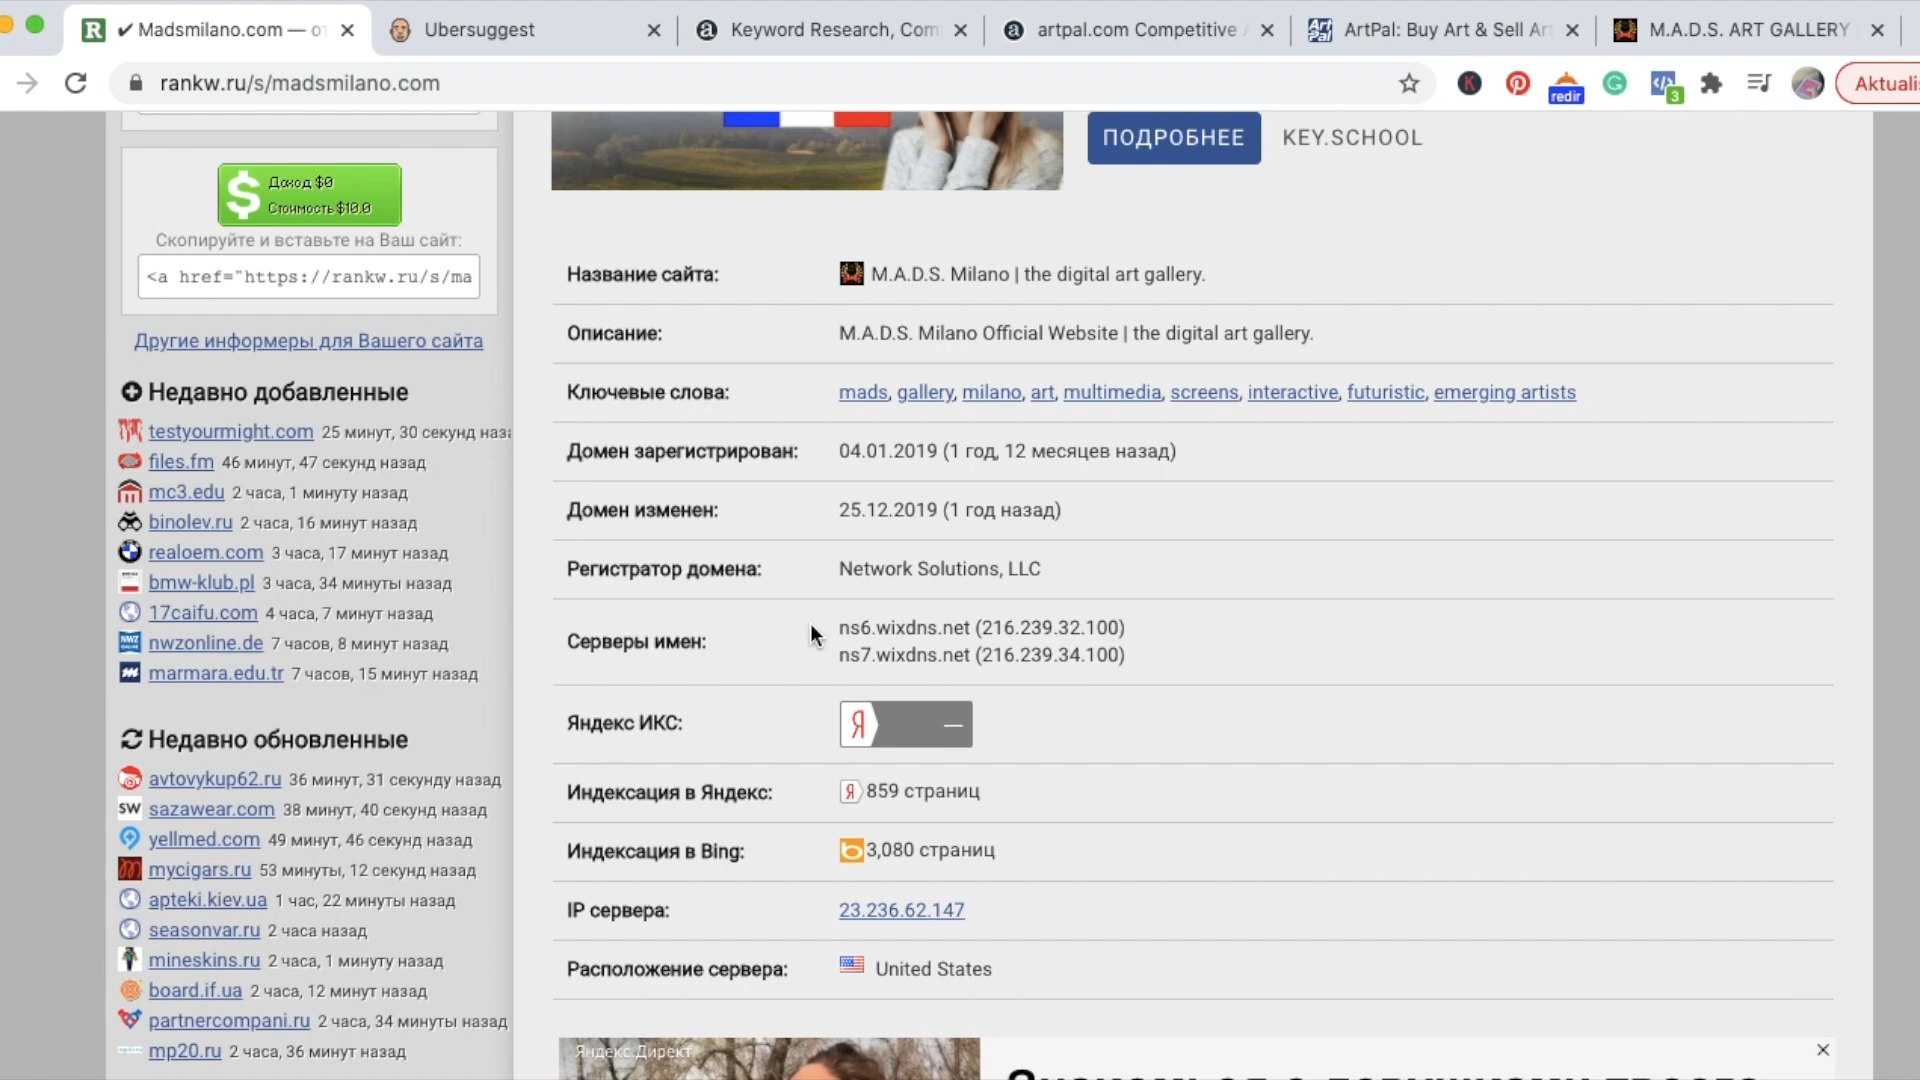 ✔ Madsmilano.com — от
Ubersuggest
Keyword Research, Com
artpal.com Competitive A
ArtPal: Buy Art & Sell Art
M.A.D.S. ART GALLERY
rankw.ru/s/madsmilano.com
redir
3
Aktualis
ПОДРОБНЕЕ
KEY.SCHOOL
Доход $0
Стоимость $10.0
Скопируйте и вставьте на Ваш сайт:
<a href="https://rankw.ru/s/ma
Другие информеры для Вашего сайта
Недавно добавленные
testyourmight.com 25 минут, 30 секунд наза
files.fm 46 минут, 47 секунд назад
mc3.edu 2 часа, 1 минуту назад
binolev.ru 2 часа, 16 минут назад
realoem.com 3 часа, 17 минут назад
bmw-klub.pl 3 часа, 34 минуты назад
17caifu.com 4 часа, 7 минут назад
nwzonline.de 7 часов, 8 минут назад
marmara.edu.tr 7 часов, 15 минут назад
Недавно обновленные
avtovykup62.ru 36 минут, 31 секунду назад
sazawear.com 38 минут, 40 секунд назад
yellmed.com 49 минут, 46 секунд назад
mycigars.ru 53 минуты, 12 секунд назад
apteki.kiev.ua 1 час, 22 минуты назад
seasonvar.ru 2 часа назад
mineskins.ru 2 часа, 1 минуту назад
board.if.ua 2 часа, 12 минут назад
partnercompani.ru 2 часа, 34 минуты назад
mp20.ru 2 часа, 36 минут назад
Название сайта: M.A.D.S. Milano | the digital art gallery.
Описание: M.A.D.S. Milano Official Website | the digital art gallery.
Ключевые слова: mads, gallery, milano, art, multimedia, screens, interactive, futuristic, emerging artists
Домен зарегистрирован: 04.01.2019 (1 год, 12 месяцев назад)
Домен изменен: 25.12.2019 (1 год назад)
Регистратор домена: Network Solutions, LLC
Серверы имен: ns6.wixdns.net (216.239.32.100)
ns7.wixdns.net (216.239.34.100)
Яндекс ИКС: Я —
Индексация в Яндекс: Я 859 страниц
Индексация в Bing: 3,080 страниц
IP сервера: 23.236.62.147
Расположение сервера: United States
Яндекс.Директ